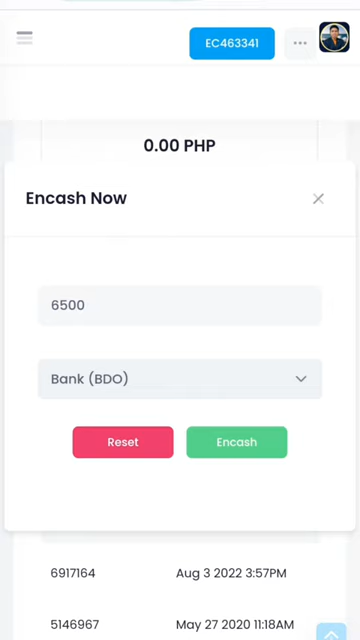 EC463341
0.00 PHP
Encash Now
6500
Bank (BDO)
Reset Encash
6917164 Aug 3 2022 3:57PM
5146967 May 27 2020 11:18AM